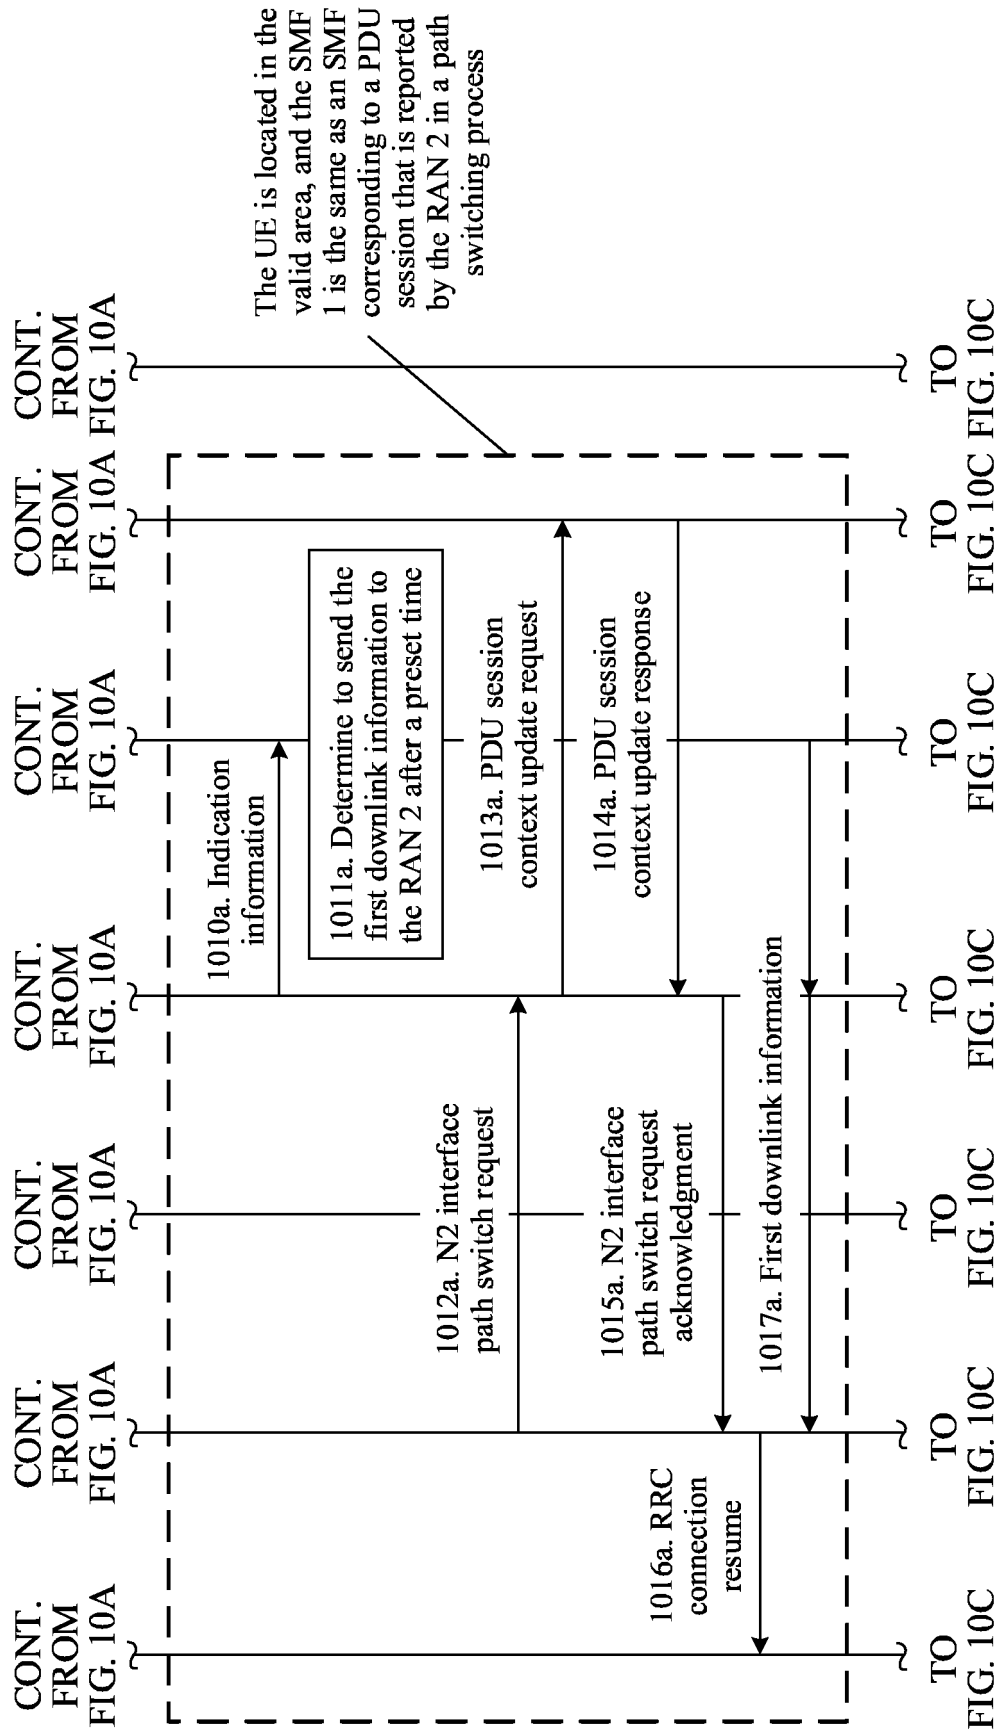 CONT.
FROM
FIG. 10A
CONT.
FROM
FIG. 10A
CONT.
FROM
FIG. 10A
CONT.
FROM
FIG. 10A
CONT.
FROM
FIG. 10A
CONT.
FROM
FIG. 10A
CONT.
FROM
FIG. 10A
The UE is located in the
valid area, and the SMF
1 is the same as an SMF
corresponding to a PDU
session that is reported
by the RAN 2 in a path
switching process
1010a. Indication
information
1011a. Determine to send the
first downlink information to
the RAN 2 after a preset time
1012a. N2 interface
path switch request
1013a. PDU session
context update request
1014a. PDU session
context update response
1015a. N2 interface
path switch request
acknowledgment
1016a. RRC
connection
resume
1017a. First downlink information
TO
FIG. 10C
TO
FIG. 10C
TO
FIG. 10C
TO
FIG. 10C
TO
FIG. 10C
TO
FIG. 10C
TO
FIG. 10C